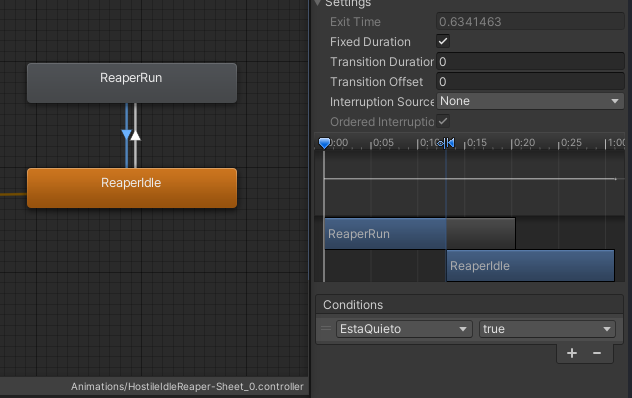 Settings
Exit Time 0.6341463
Fixed Duration
Transition Duration 0
Transition Offset 0
Interruption Source None
Ordered Interruptio
:00 0:05 0:10 0:15 0:20 0:25 1:00
ReaperRun
ReaperIdle
ReaperRun
ReaperIdle
Conditions
EstaQuieto true
Animations/HostileIdleReaper-Sheet_0.controller